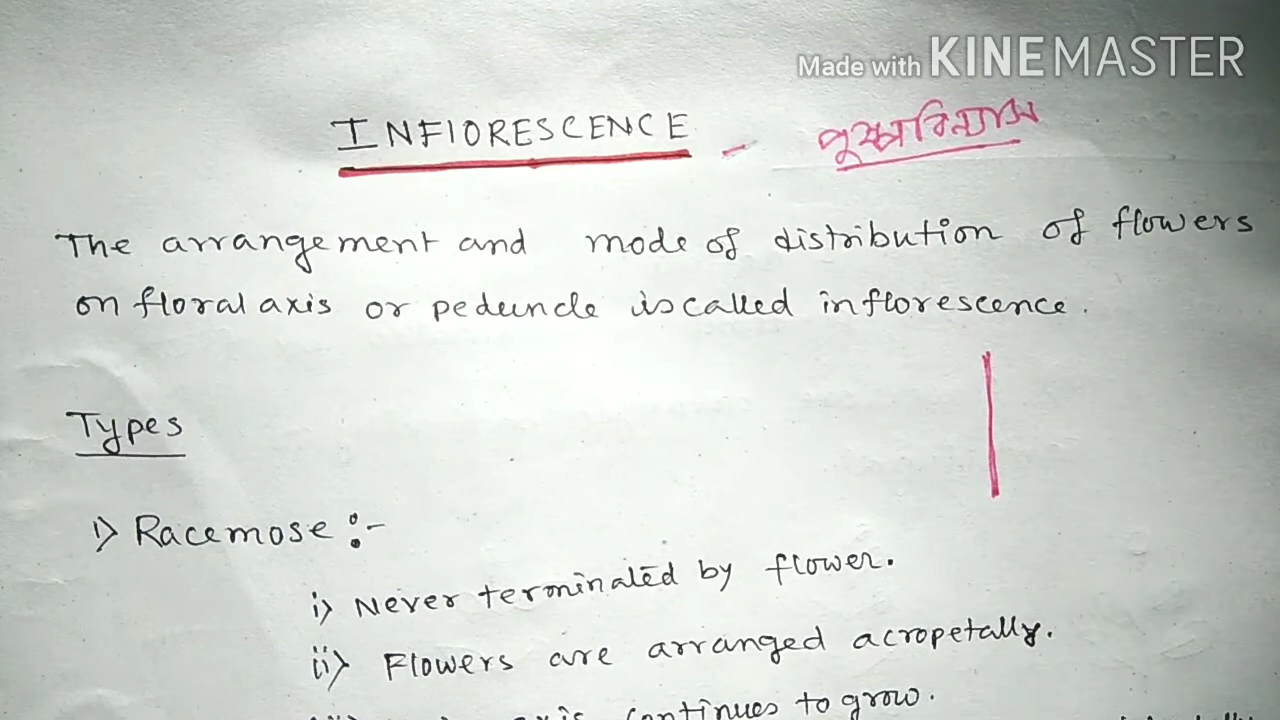 Made with KINEMASTER
INFlORESCENCE - পুষ্পবিন্যাস
The arrangement and mode of distribution of flowers
on floral axis or peduncle is called inflorescence.
Types
1) Racemose :-
i) Never terminated by flower.
ii) Flowers are arranged acropetally.
axis continues to grow.